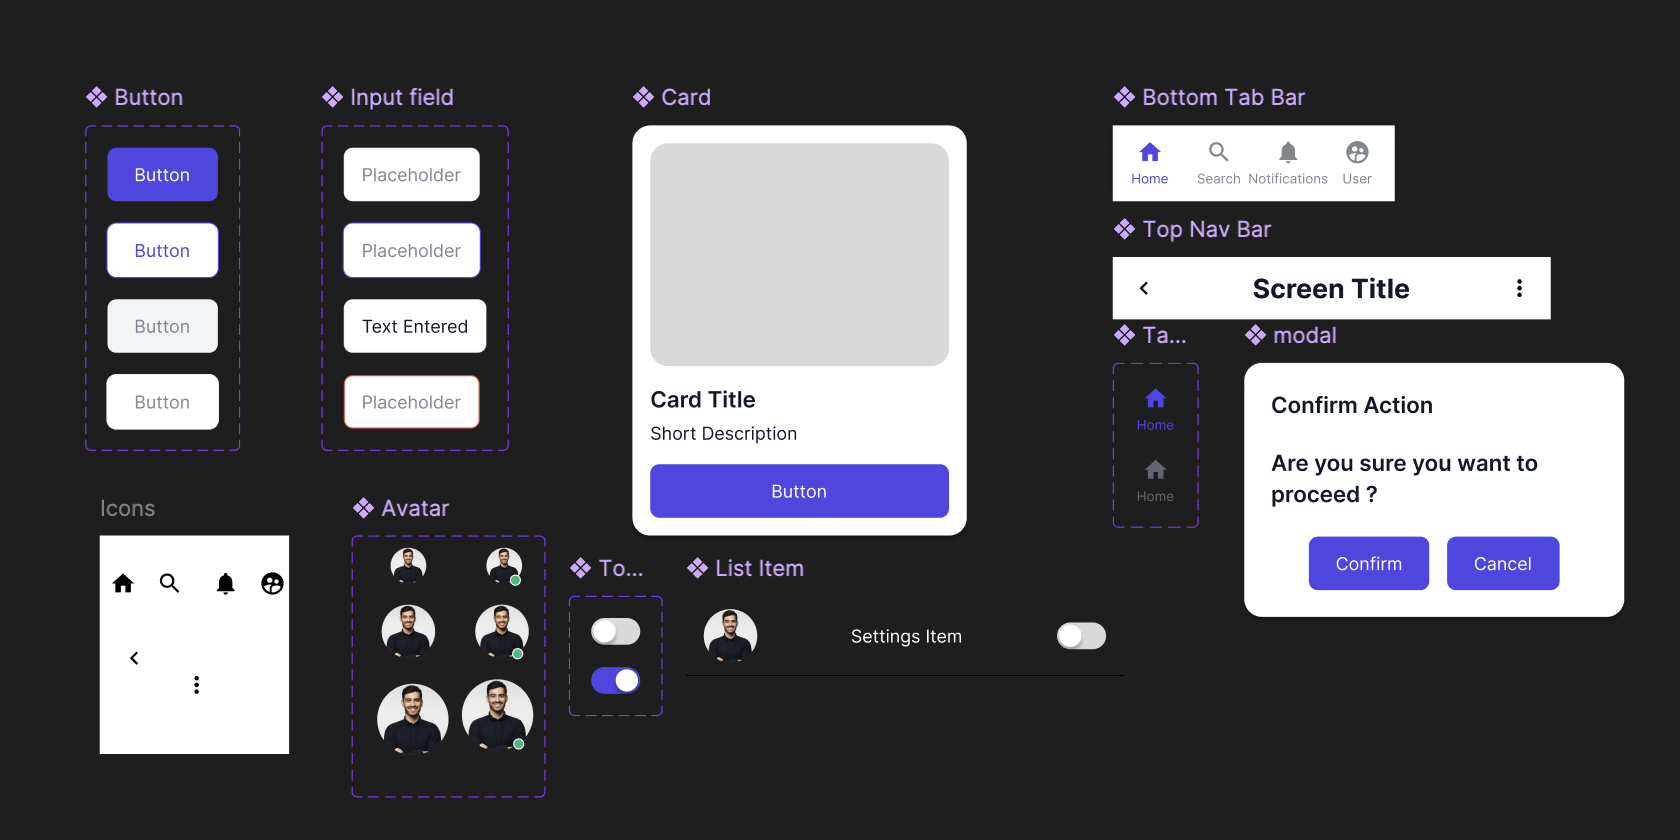 Button
Button
Button
Button
Button
Input field
Placeholder
Placeholder
Text Entered
Placeholder
Card
Card Title
Short Description
Button
Bottom Tab Bar
Home
Search
Notifications
User
Top Nav Bar
Screen Title
Ta...
Home
Home
modal
Confirm Action
Are you sure you want to
proceed ?
Confirm
Cancel
Icons
Avatar
To...
List Item
Settings Item